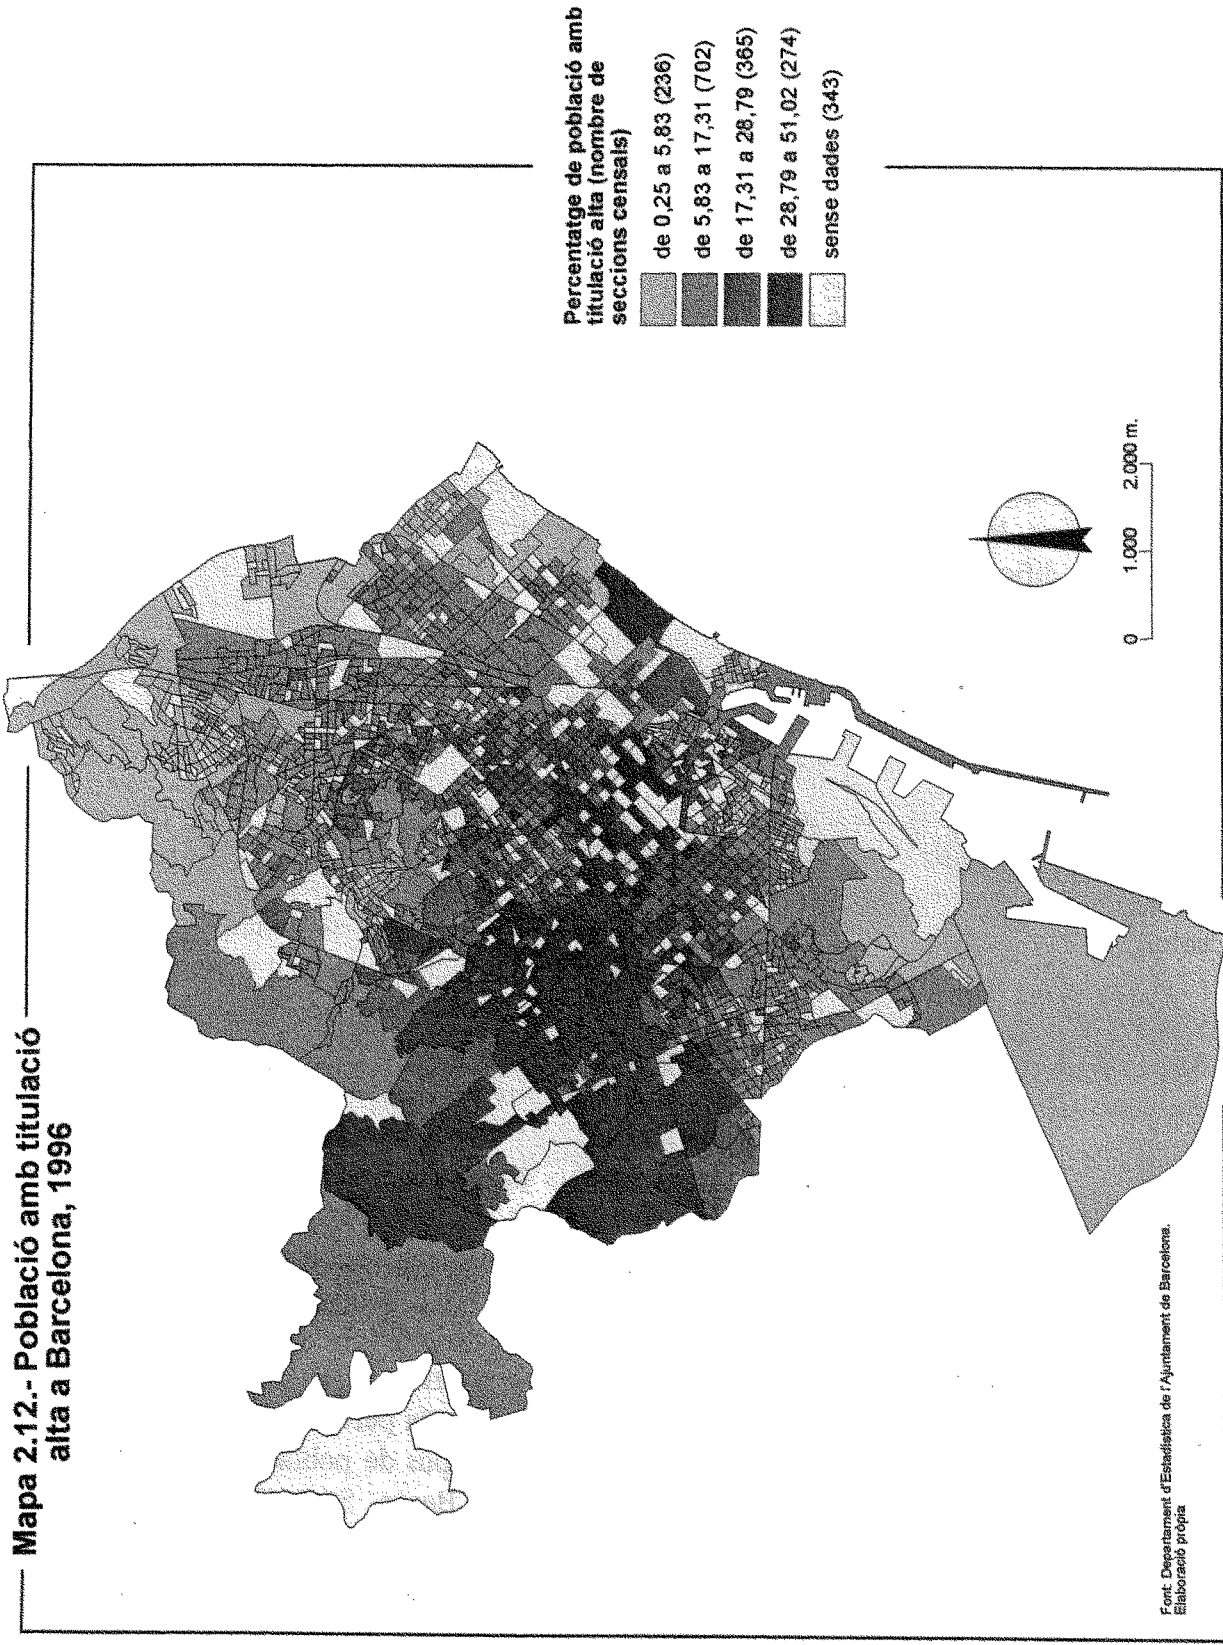 Mapa 2.12.- Població amb titulació
alta a Barcelona, 1996
Percentatge de població amb
titulació alta (nombre de
seccions censals)
de 0,25 a 5,83 (236)
de 5,83 a 17,31 (702)
de 17,31 a 28,79 (365)
de 28,79 a 51,02 (274)
sense dades (343)
0 1.000 2.000 m.
Font: Departament d'Estadística de l'Ajuntament de Barcelona.
Elaboració pròpia